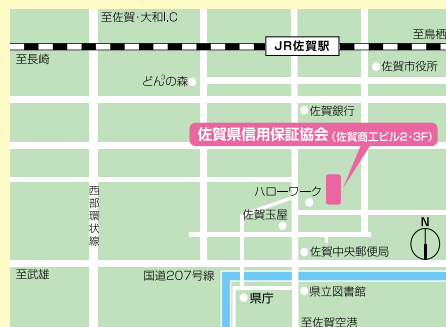 至佐賀・大和I.C
JR佐賀駅
至鳥栖
至長崎
佐賀市役所
どん3の森
佐賀銀行
佐賀県信用保証協会(佐賀商工ビル2・3F)
西部環状線
ハローワーク
佐賀玉屋
N
佐賀中央郵便局
至武雄
国道207号線
県庁
県立図書館
至佐賀空港